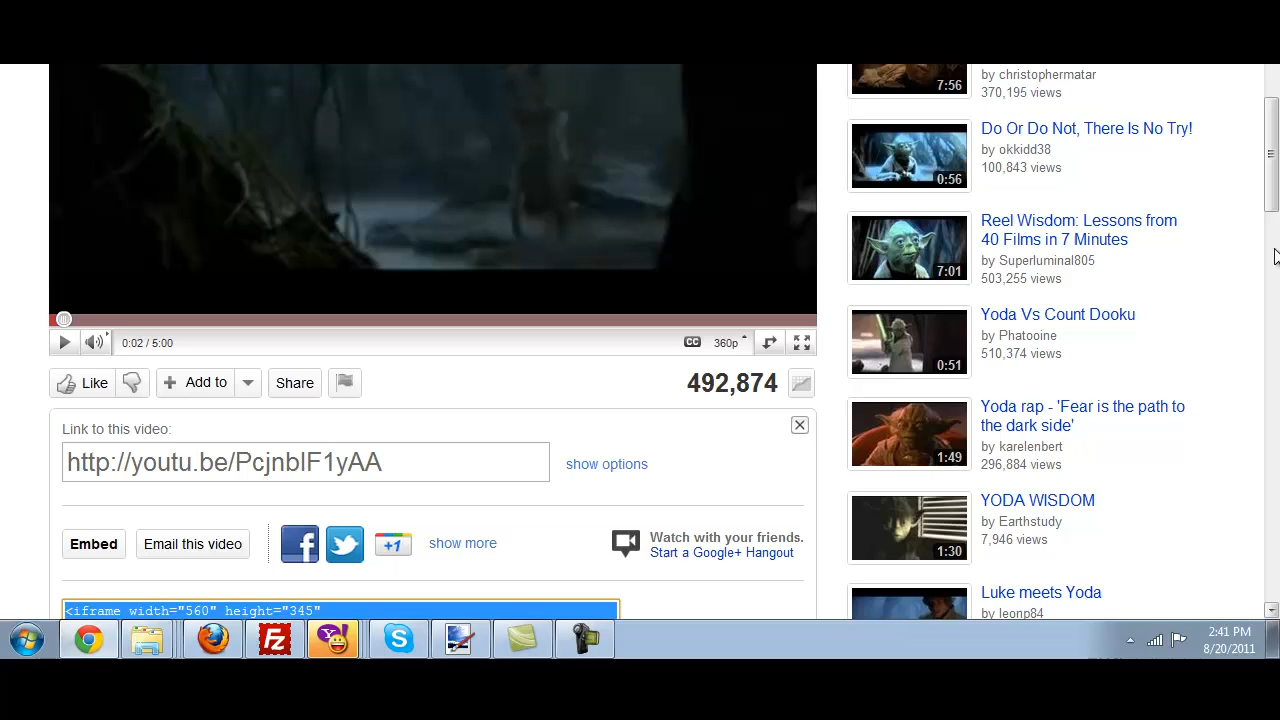 7:56
by christophermatar
370,195 views
0:56
Do Or Do Not, There Is No Try!
by okkidd38
100,843 views
7:01
Reel Wisdom: Lessons from
40 Films in 7 Minutes
by Superluminal805
503,255 views
0:51
Yoda Vs Count Dooku
by Phatooine
510,374 views
0:02 / 5:00
CC
360p
Like
Add to
Share
492,874
Link to this video:
http://youtu.be/PcjnblF1yAA
show options
1:49
Yoda rap - 'Fear is the path to
the dark side'
by karelenbert
296,884 views
1:30
YODA WISDOM
by Earthstudy
7,946 views
Embed
Email this video
f
+1
show more
Watch with your friends.
Start a Google+ Hangout
Luke meets Yoda
by leonp84
<iframe width="560" height="345"
Fz
Y!
S
2:41 PM
8/20/2011